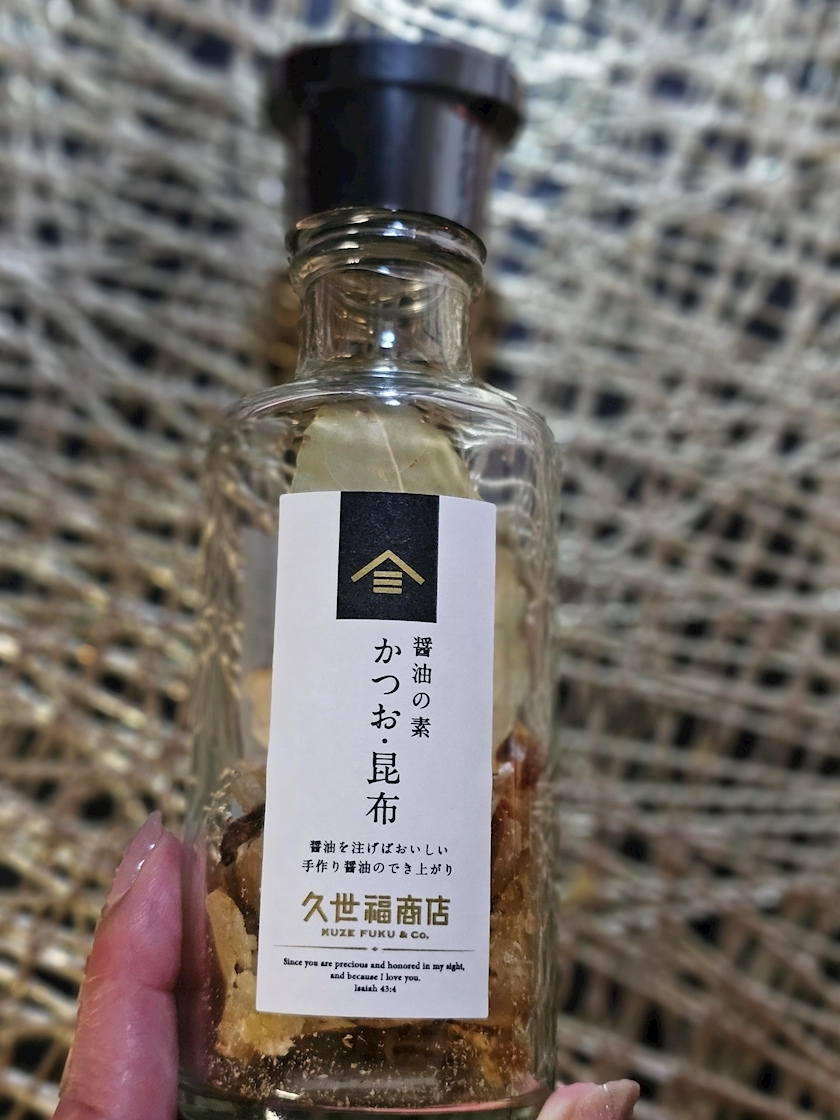 醤油の素
かつお・昆布
醤油を注げばおいしい
手作り醤油のでき上がり
久世福商店
KUZE FUKU & Co.
Since you are precious and honored in my sight,
and because I love you.
Isaiah 43:4